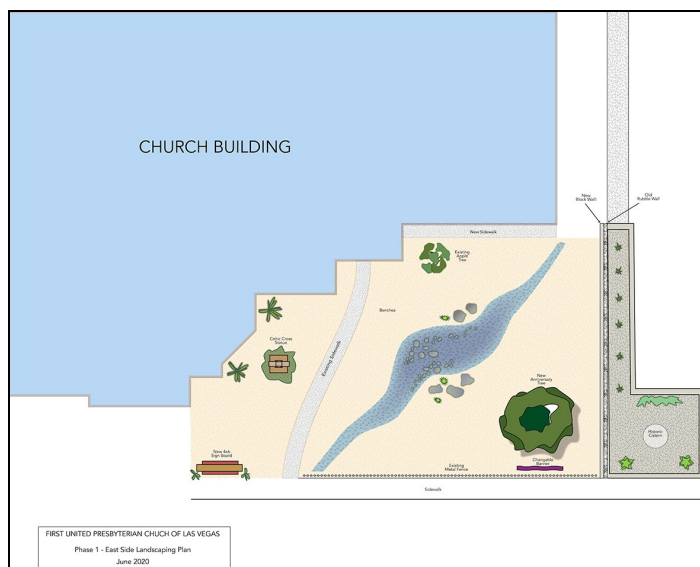 CHURCH BUILDING
New
Block Wall
Old
Rubble Wall
New Sidewalk
Existing
Apple
Tree
Benches
Celtic Cross
Statue
Existing Sidewalk
New
Anniversary
Tree
Historic
Cistern
New 4x6
Sign Board
Existing
Metal Fence
Changable
Banner
Sidewalk
FIRST UNITED PRESBYTERIAN CHUCH OF LAS VEGAS
Phase 1 - East Side Landscaping Plan
June 2020